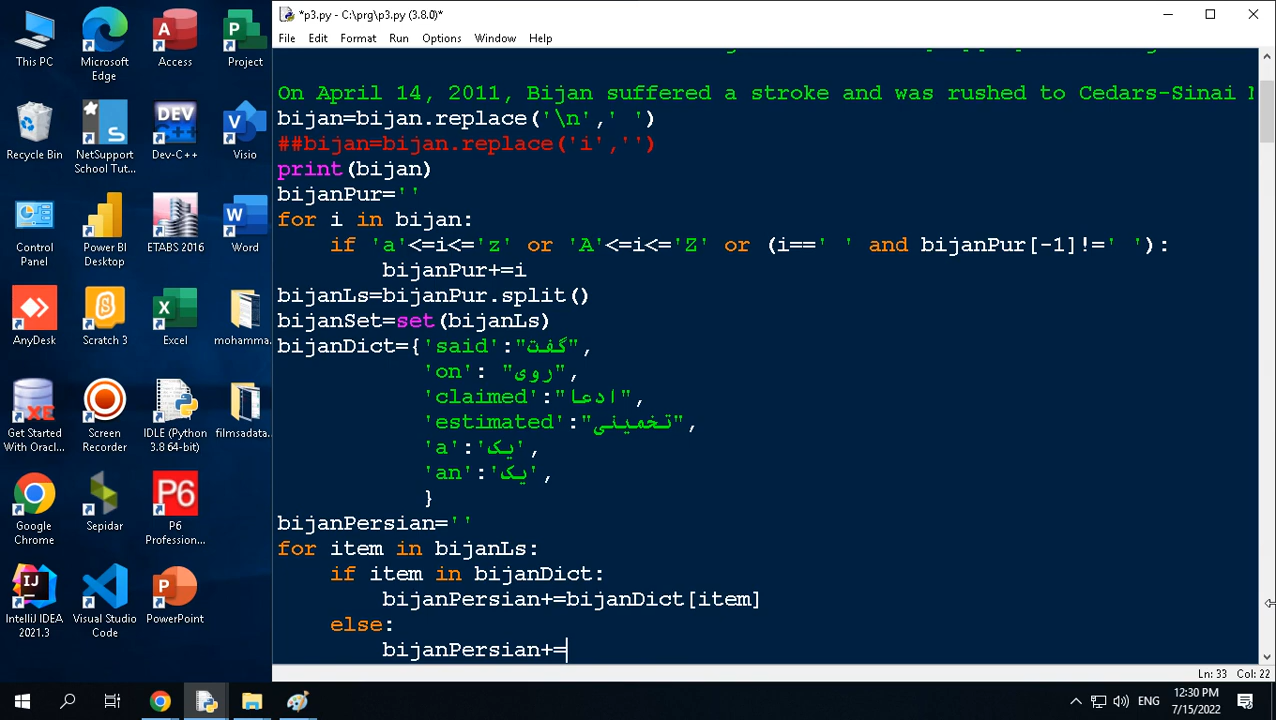 *p3.py - C:\prg\p3.py (3.8.0)*
File Edit Format Run Options Window Help
On April 14, 2011, Bijan suffered a stroke and was rushed to Cedars-Sinai
bijan=bijan.replace('\n',' ')
##bijan=bijan.replace('i','')
print(bijan)
bijanPur=''
for i in bijan:
    if 'a'<=i<='z' or 'A'<=i<='Z' or (i==' ' and bijanPur[-1]!=' '):
        bijanPur+=i
bijanLs=bijanPur.split()
bijanSet=set(bijanLs)
bijanDict={'said':"گفت",
           'on': "روی",
           'claimed':"ادعا",
           'estimated':"تخمینی",
           'a':'یک',
           'an':'یک',
           }
bijanPersian=''
for item in bijanLs:
    if item in bijanDict:
        bijanPersian+=bijanDict[item]
    else:
        bijanPersian+=
Ln: 33 Col: 22
This PC
Microsoft Edge
Access
Project
Recycle Bin
NetSupport School Tut...
Dev-C++
Visio
Control Panel
Power BI Desktop
ETABS 2016
Word
AnyDesk
Scratch 3
Excel
mohamma...
Get Started With Oracl...
Screen Recorder
IDLE (Python 3.8 64-bit)
filmsadata...
Google Chrome
Sepidar
P6 Profession...
IntelliJ IDEA 2021.3
Visual Studio Code
PowerPoint
ENG
12:30 PM
7/15/2022